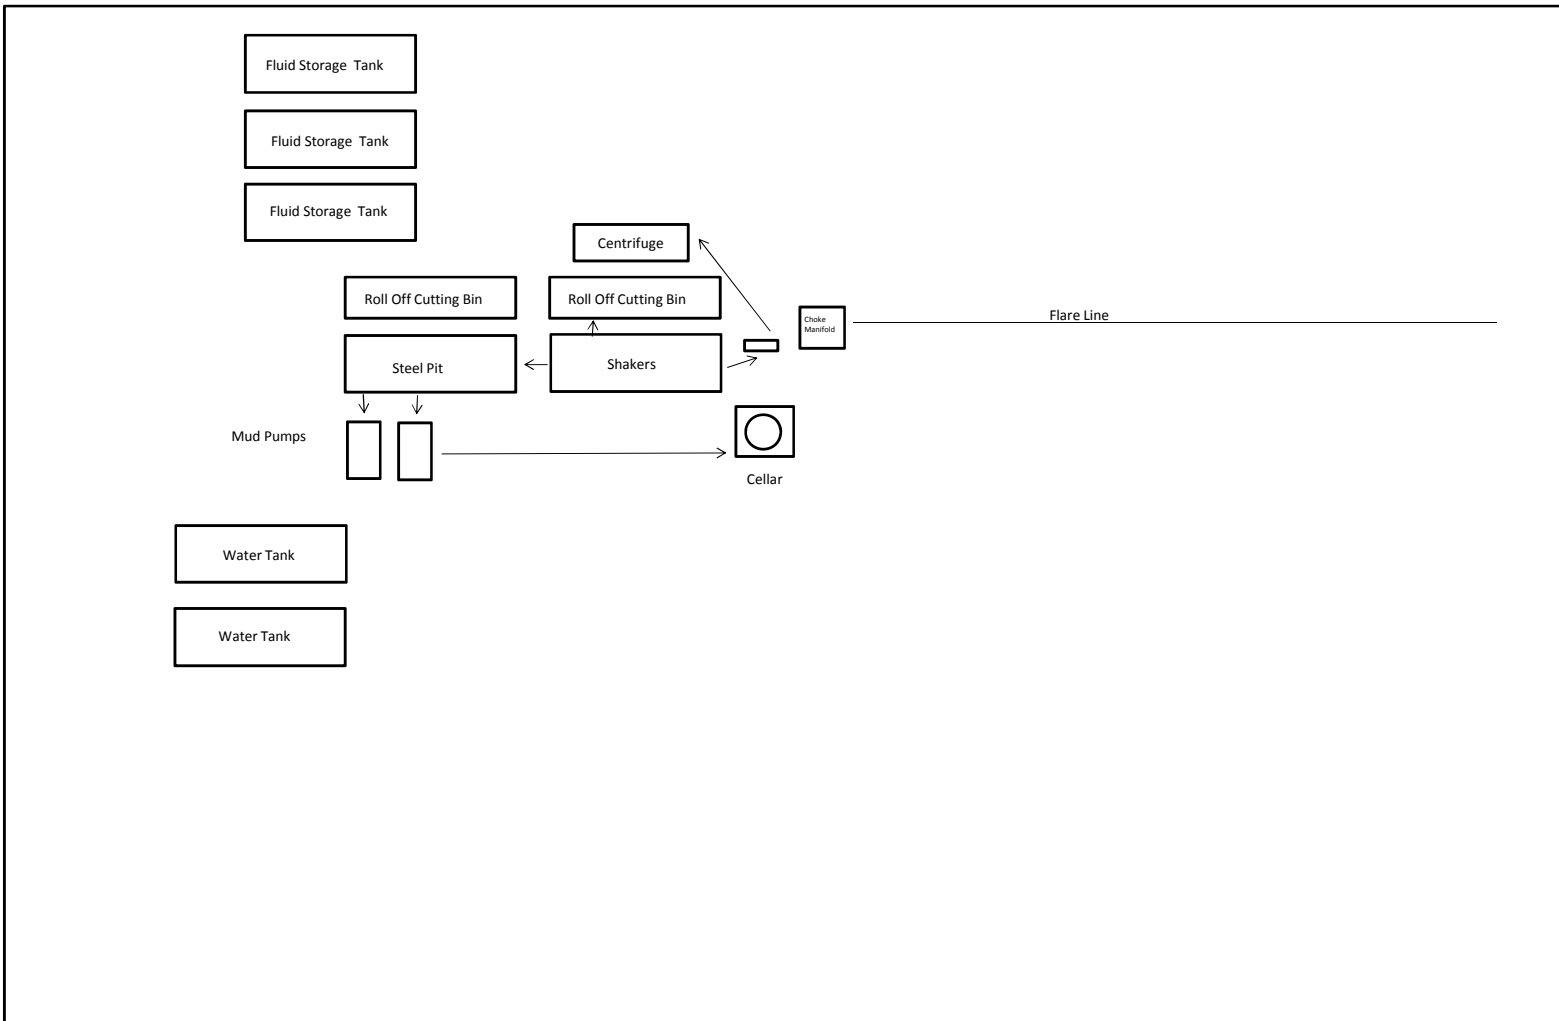 Fluid Storage  Tank
Fluid Storage  Tank
Fluid Storage  Tank
Centrifuge
Roll Off Cutting Bin
Roll Off Cutting Bin
Choke
Manifold
Flare Line
Steel Pit
Shakers
Mud Pumps
Cellar
Water Tank
Water Tank